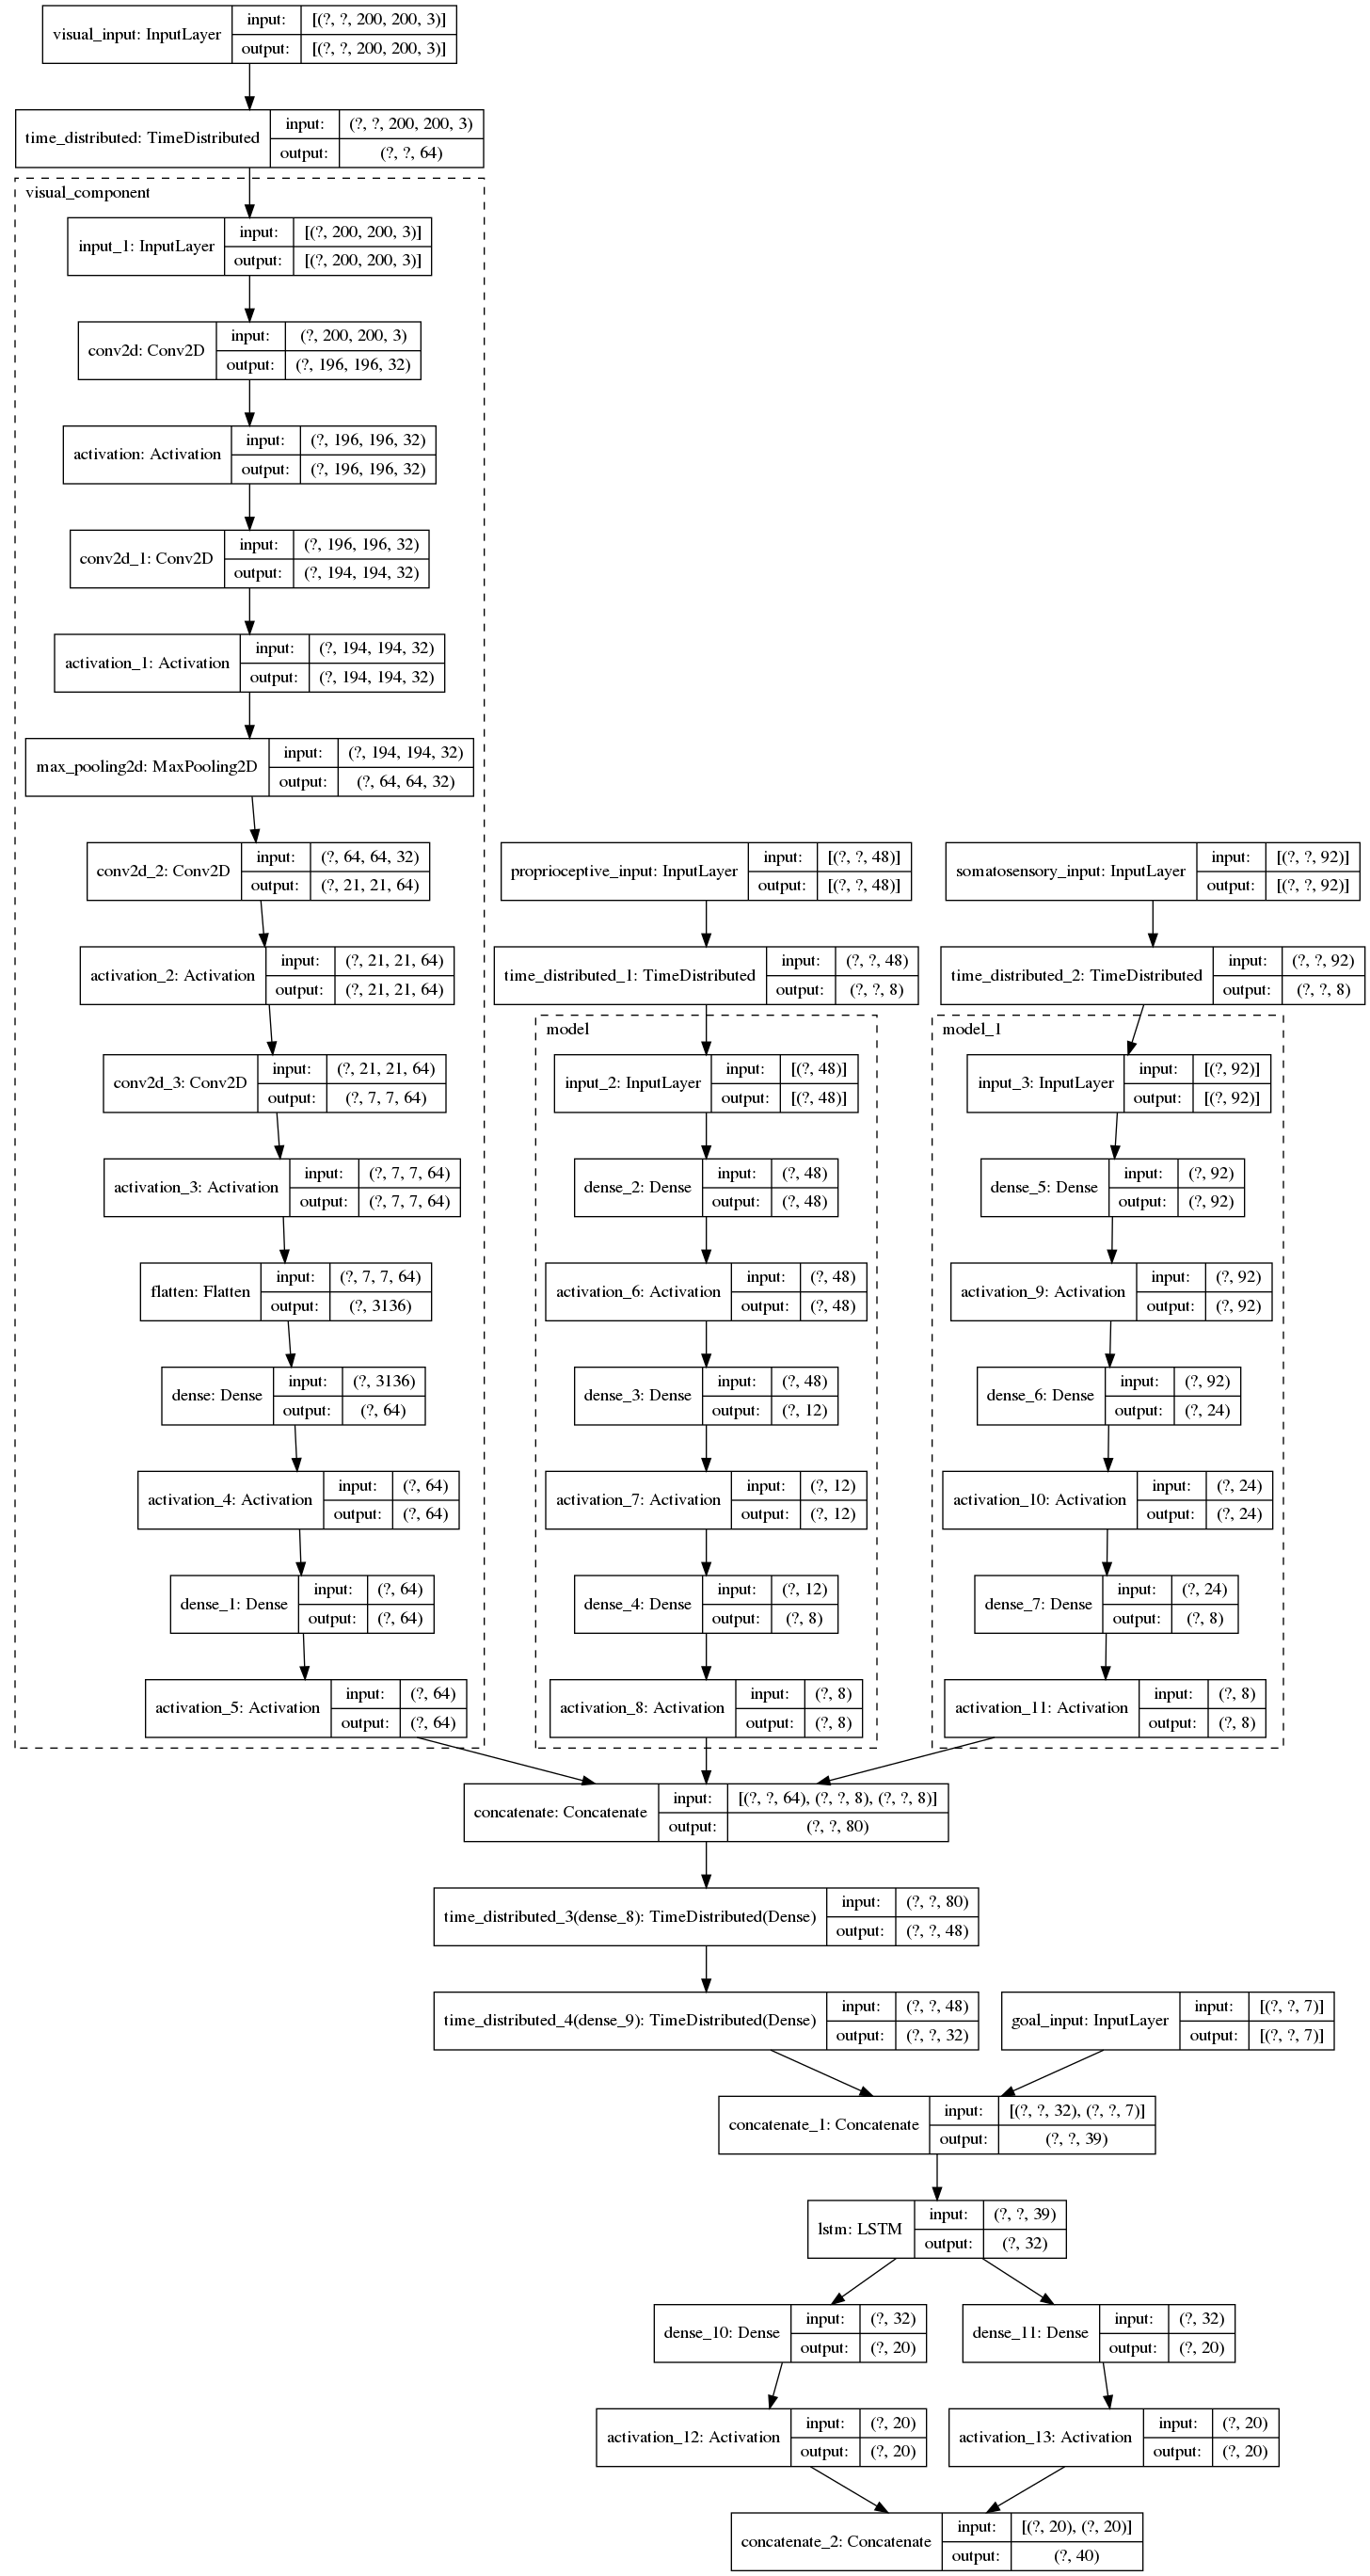 visual_input: InputLayer
input: [(?, ?, 200, 200, 3)]
output: [(?, ?, 200, 200, 3)]
time_distributed: TimeDistributed
input: (?, ?, 200, 200, 3)
output: (?, ?, 64)
visual_component
input_1: InputLayer
input: [(?, 200, 200, 3)]
output: [(?, 200, 200, 3)]
conv2d: Conv2D
input: (?, 200, 200, 3)
output: (?, 196, 196, 32)
activation: Activation
input: (?, 196, 196, 32)
output: (?, 196, 196, 32)
conv2d_1: Conv2D
input: (?, 196, 196, 32)
output: (?, 194, 194, 32)
activation_1: Activation
input: (?, 194, 194, 32)
output: (?, 194, 194, 32)
max_pooling2d: MaxPooling2D
input: (?, 194, 194, 32)
output: (?, 64, 64, 32)
conv2d_2: Conv2D
input: (?, 64, 64, 32)
output: (?, 21, 21, 64)
activation_2: Activation
input: (?, 21, 21, 64)
output: (?, 21, 21, 64)
conv2d_3: Conv2D
input: (?, 21, 21, 64)
output: (?, 7, 7, 64)
activation_3: Activation
input: (?, 7, 7, 64)
output: (?, 7, 7, 64)
flatten: Flatten
input: (?, 7, 7, 64)
output: (?, 3136)
dense: Dense
input: (?, 3136)
output: (?, 64)
activation_4: Activation
input: (?, 64)
output: (?, 64)
dense_1: Dense
input: (?, 64)
output: (?, 64)
activation_5: Activation
input: (?, 64)
output: (?, 64)
proprioceptive_input: InputLayer
input: [(?, ?, 48)]
output: [(?, ?, 48)]
time_distributed_1: TimeDistributed
input: (?, ?, 48)
output: (?, ?, 8)
model
input_2: InputLayer
input: [(?, 48)]
output: [(?, 48)]
dense_2: Dense
input: (?, 48)
output: (?, 48)
activation_6: Activation
input: (?, 48)
output: (?, 48)
dense_3: Dense
input: (?, 48)
output: (?, 12)
activation_7: Activation
input: (?, 12)
output: (?, 12)
dense_4: Dense
input: (?, 12)
output: (?, 8)
activation_8: Activation
input: (?, 8)
output: (?, 8)
somatosensory_input: InputLayer
input: [(?, ?, 92)]
output: [(?, ?, 92)]
time_distributed_2: TimeDistributed
input: (?, ?, 92)
output: (?, ?, 8)
model_1
input_3: InputLayer
input: [(?, 92)]
output: [(?, 92)]
dense_5: Dense
input: (?, 92)
output: (?, 92)
activation_9: Activation
input: (?, 92)
output: (?, 92)
dense_6: Dense
input: (?, 92)
output: (?, 24)
activation_10: Activation
input: (?, 24)
output: (?, 24)
dense_7: Dense
input: (?, 24)
output: (?, 8)
activation_11: Activation
input: (?, 8)
output: (?, 8)
concatenate: Concatenate
input: [(?, ?, 64), (?, ?, 8), (?, ?, 8)]
output: (?, ?, 80)
time_distributed_3(dense_8): TimeDistributed(Dense)
input: (?, ?, 80)
output: (?, ?, 48)
time_distributed_4(dense_9): TimeDistributed(Dense)
input: (?, ?, 48)
output: (?, ?, 32)
goal_input: InputLayer
input: [(?, ?, 7)]
output: [(?, ?, 7)]
concatenate_1: Concatenate
input: [(?, ?, 32), (?, ?, 7)]
output: (?, ?, 39)
lstm: LSTM
input: (?, ?, 39)
output: (?, 32)
dense_10: Dense
input: (?, 32)
output: (?, 20)
dense_11: Dense
input: (?, 32)
output: (?, 20)
activation_12: Activation
input: (?, 20)
output: (?, 20)
activation_13: Activation
input: (?, 20)
output: (?, 20)
concatenate_2: Concatenate
input: [(?, 20), (?, 20)]
output: (?, 40)